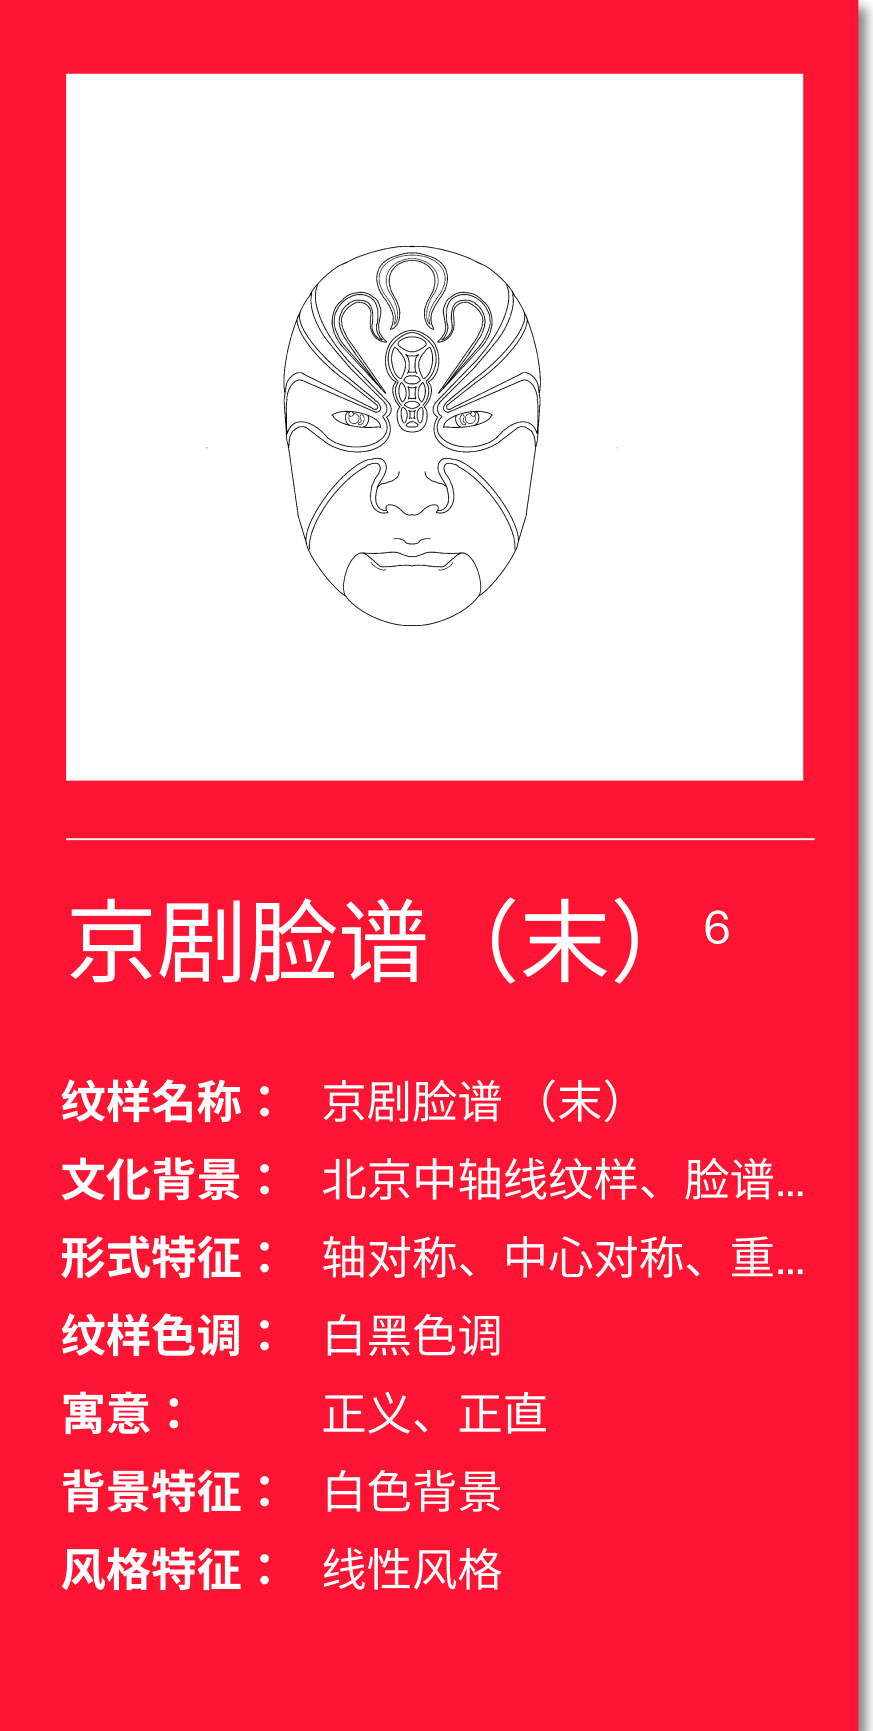 京剧脸谱 （末） 6
纹样名称： 京剧脸谱 （末）
文化背景： 北京中轴线纹样、脸谱...
形式特征： 轴对称、中心对称、重...
纹样色调： 白黑色调
寓意： 正义、正直
背景特征： 白色背景
风格特征： 线性风格